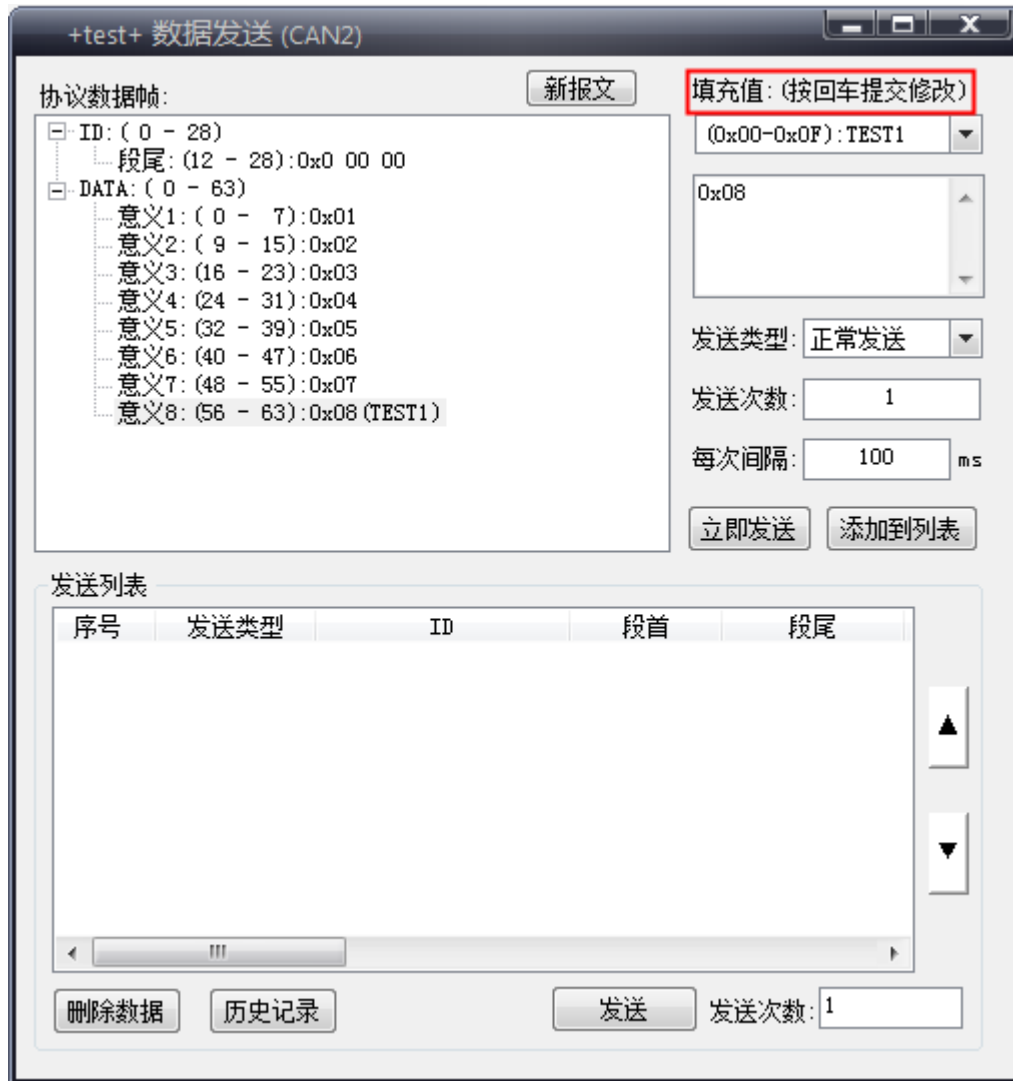 +test+ 数据发送 (CAN2)
协议数据帧:
新报文
填充值: (按回车提交修改)
ID: ( 0 - 28)
段尾: (12 - 28):0x0 00 00
DATA: ( 0 - 63)
意义1: ( 0 - 7):0x01
意义2: ( 9 - 15):0x02
意义3: (16 - 23):0x03
意义4: (24 - 31):0x04
意义5: (32 - 39):0x05
意义6: (40 - 47):0x06
意义7: (48 - 55):0x07
意义8: (56 - 63):0x08(TEST1)
(0x00-0x0F):TEST1
0x08
发送类型: 正常发送
发送次数: 1
每次间隔: 100 ms
立即发送 添加到列表
发送列表
序号 发送类型 ID 段首 段尾
删除数据 历史记录 发送 发送次数: 1